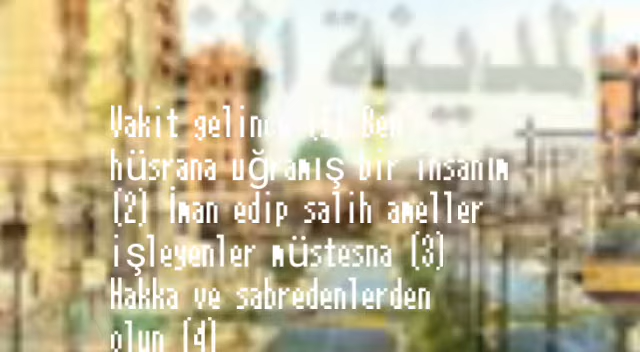 المدينة
Vakit gelince (1) Ben
hüsrana uğramış bir insanım
(2) İman edip salih ameller
işleyenler müstesna (3)
Hakka ve sabredenlerden
olun (4)